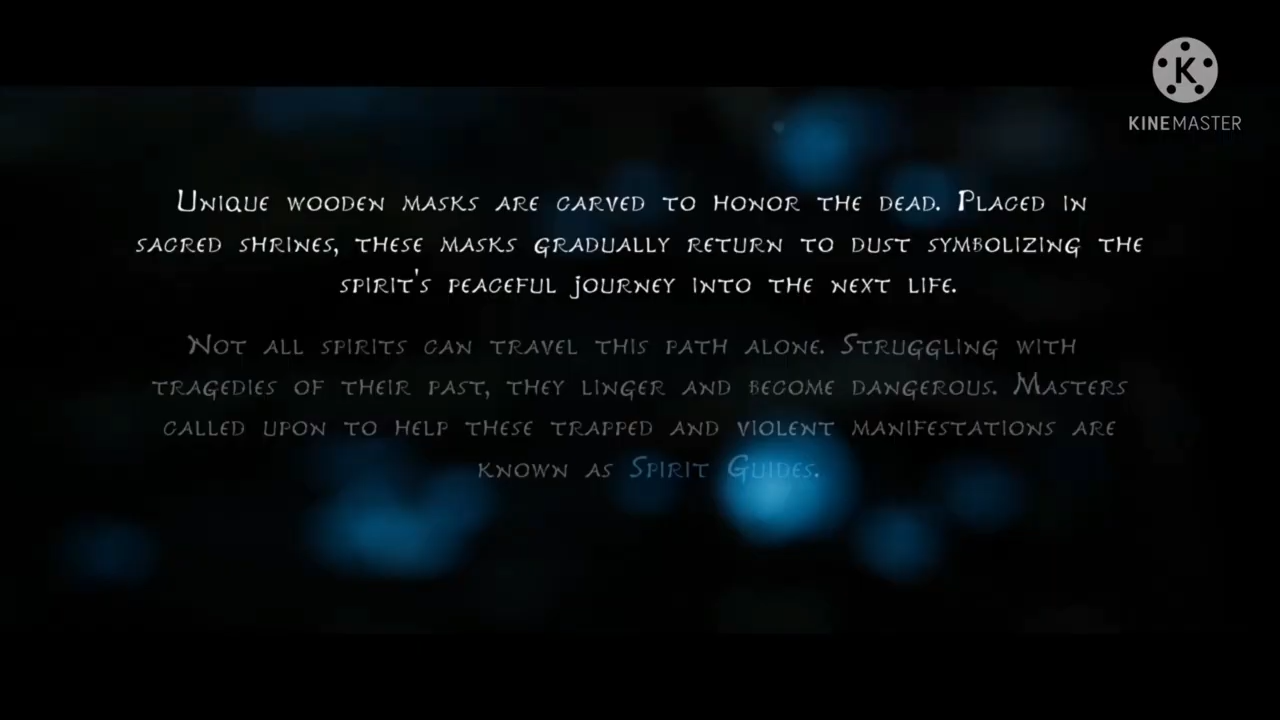 K
KINEMASTER
Unique wooden masks are carved to honor the dead. Placed in
sacred shrines, these masks gradually return to dust symbolizing the
spirit's peaceful journey into the next life.
Not all spirits can travel this path alone. Struggling with
tragedies of their past, they linger and become dangerous. Masters
called upon to help these trapped and violent manifestations are
known as Spirit Guides.